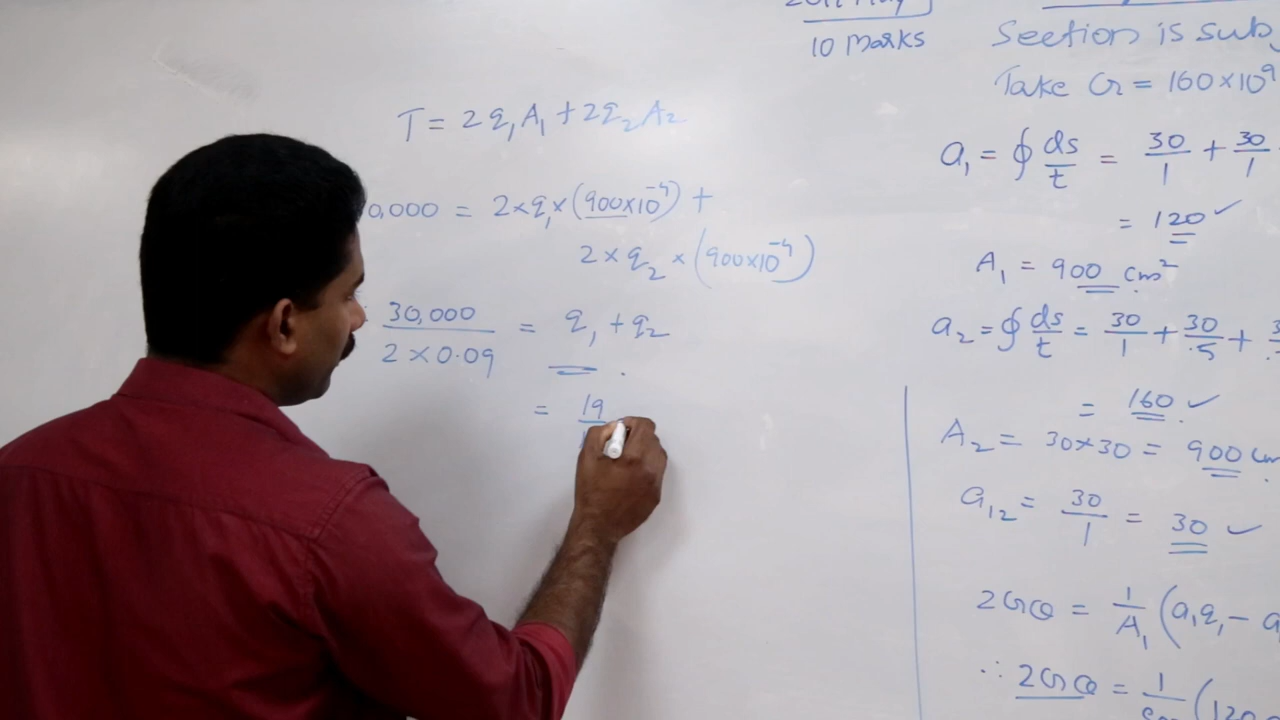 10 Marks
T = 2q₁A₁ + 2q₂A₂
0,000 = 2×q₁×(900×10⁻⁴) +
2×q₂×(900×10⁻⁴)
30,000 / 2×0.09 = q₁ + q₂
= 19
Section is sub
Take G = 160×10⁹
a₁ = ∮ ds/t = 30/1 + 30/1
= 120 ✓
A₁ = 900 cm²
a₂ = ∮ ds/t = 30/1 + 30/.5 +
= 160 ✓
A₂ = 30×30 = 900 cm
a₁₂ = 30/1 = 30 ✓
2Gθ = 1/A₁ (a₁q₁ - a
∴ 2Gθ = 1/ (120